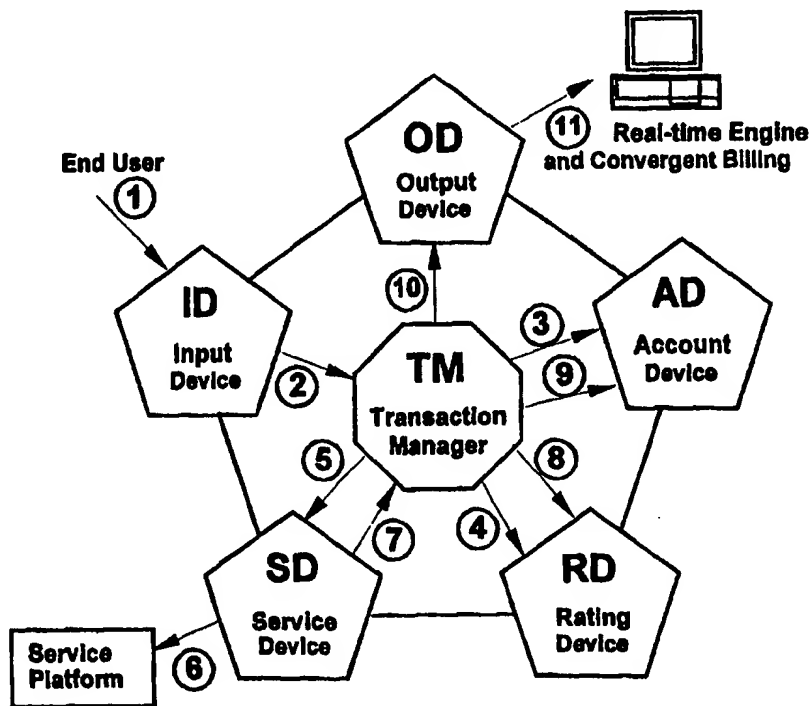 OD
Output
Device
11
Real-time Engine
and Convergent Billing
End User
1
ID
Input
Device
2
10
TM
Transaction
Manager
3
9
AD
Account
Device
5
7
4
8
SD
Service
Device
RD
Rating
Device
6
Service
Platform